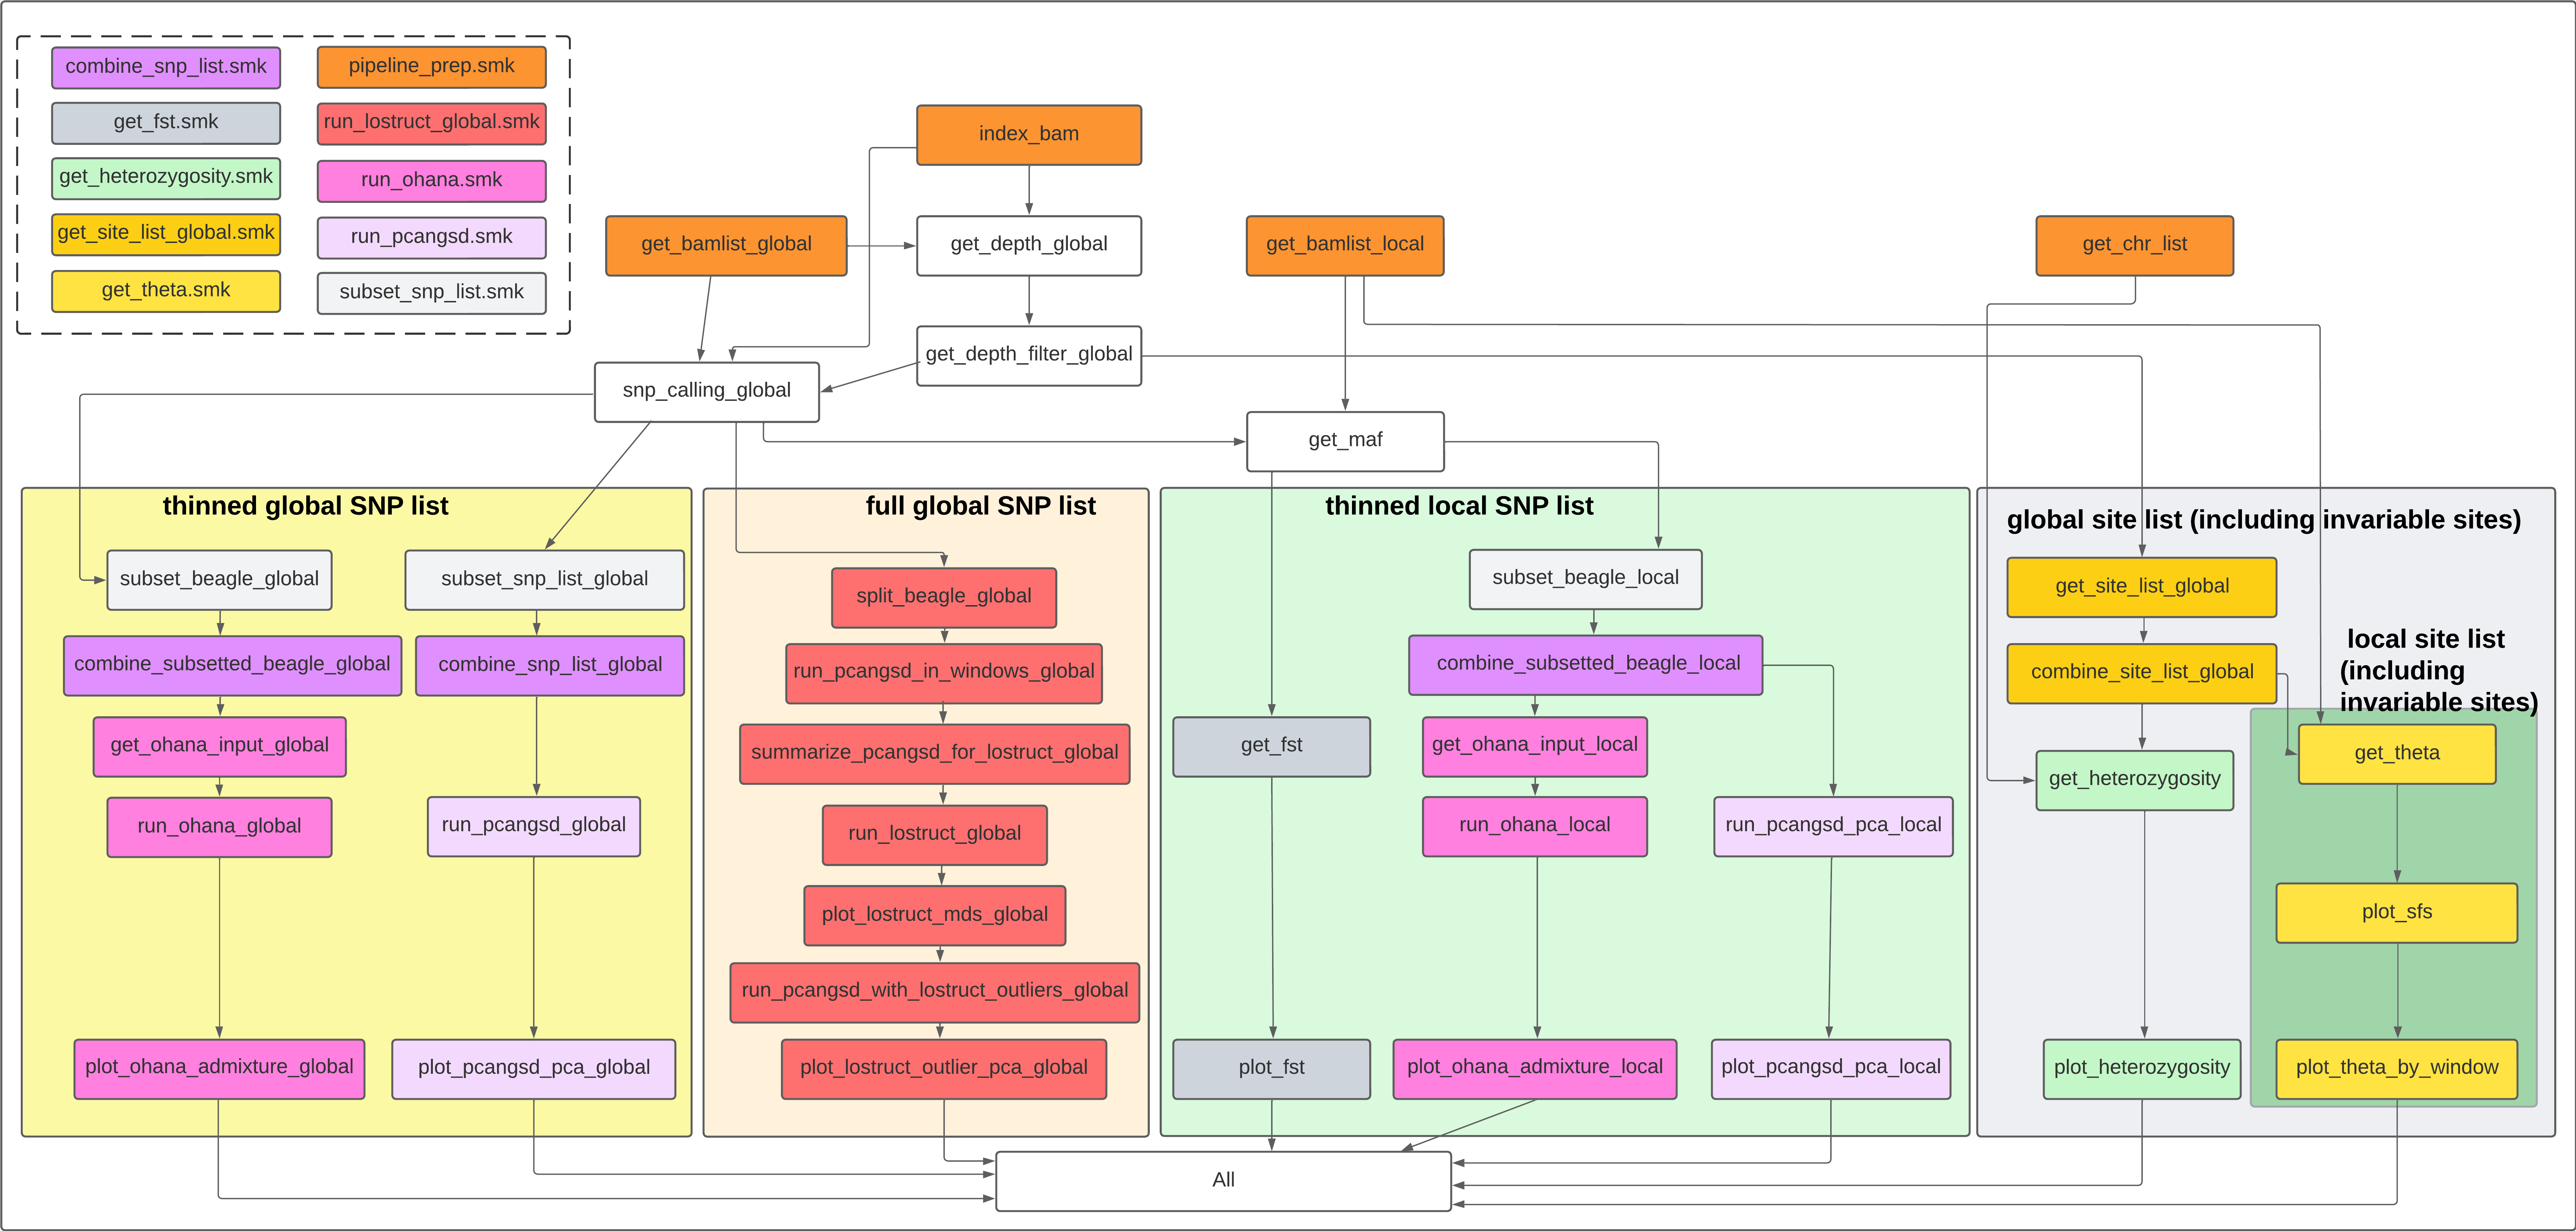 combine_snp_list.smk
pipeline_prep.smk
get_fst.smk
run_lostruct_global.smk
get_heterozygosity.smk
run_ohana.smk
get_site_list_global.smk
run_pcangsd.smk
get_theta.smk
subset_snp_list.smk
index_bam
get_bamlist_global
get_depth_global
get_bamlist_local
get_chr_list
get_depth_filter_global
snp_calling_global
get_maf
thinned global SNP list
subset_beagle_global
subset_snp_list_global
combine_subsetted_beagle_global
combine_snp_list_global
get_ohana_input_global
run_ohana_global
run_pcangsd_global
plot_ohana_admixture_global
plot_pcangsd_pca_global
full global SNP list
split_beagle_global
run_pcangsd_in_windows_global
summarize_pcangsd_for_lostruct_global
run_lostruct_global
plot_lostruct_mds_global
run_pcangsd_with_lostruct_outliers_global
plot_lostruct_outlier_pca_global
thinned local SNP list
subset_beagle_local
combine_subsetted_beagle_local
get_fst
get_ohana_input_local
run_ohana_local
run_pcangsd_pca_local
plot_fst
plot_ohana_admixture_local
plot_pcangsd_pca_local
global site list (including invariable sites)
get_site_list_global
combine_site_list_global
local site list
(including
invariable sites)
get_heterozygosity
get_theta
plot_sfs
plot_heterozygosity
plot_theta_by_window
All